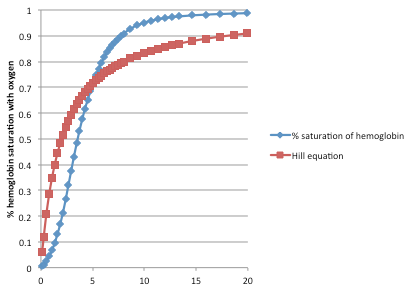 1
0.9
0.8
0.7
0.6
0.5
0.4
0.3
0.2
0.1
0
% hemoglobin saturation with oxygen
0 5 10 15 20
% saturation of hemoglobin
Hill equation